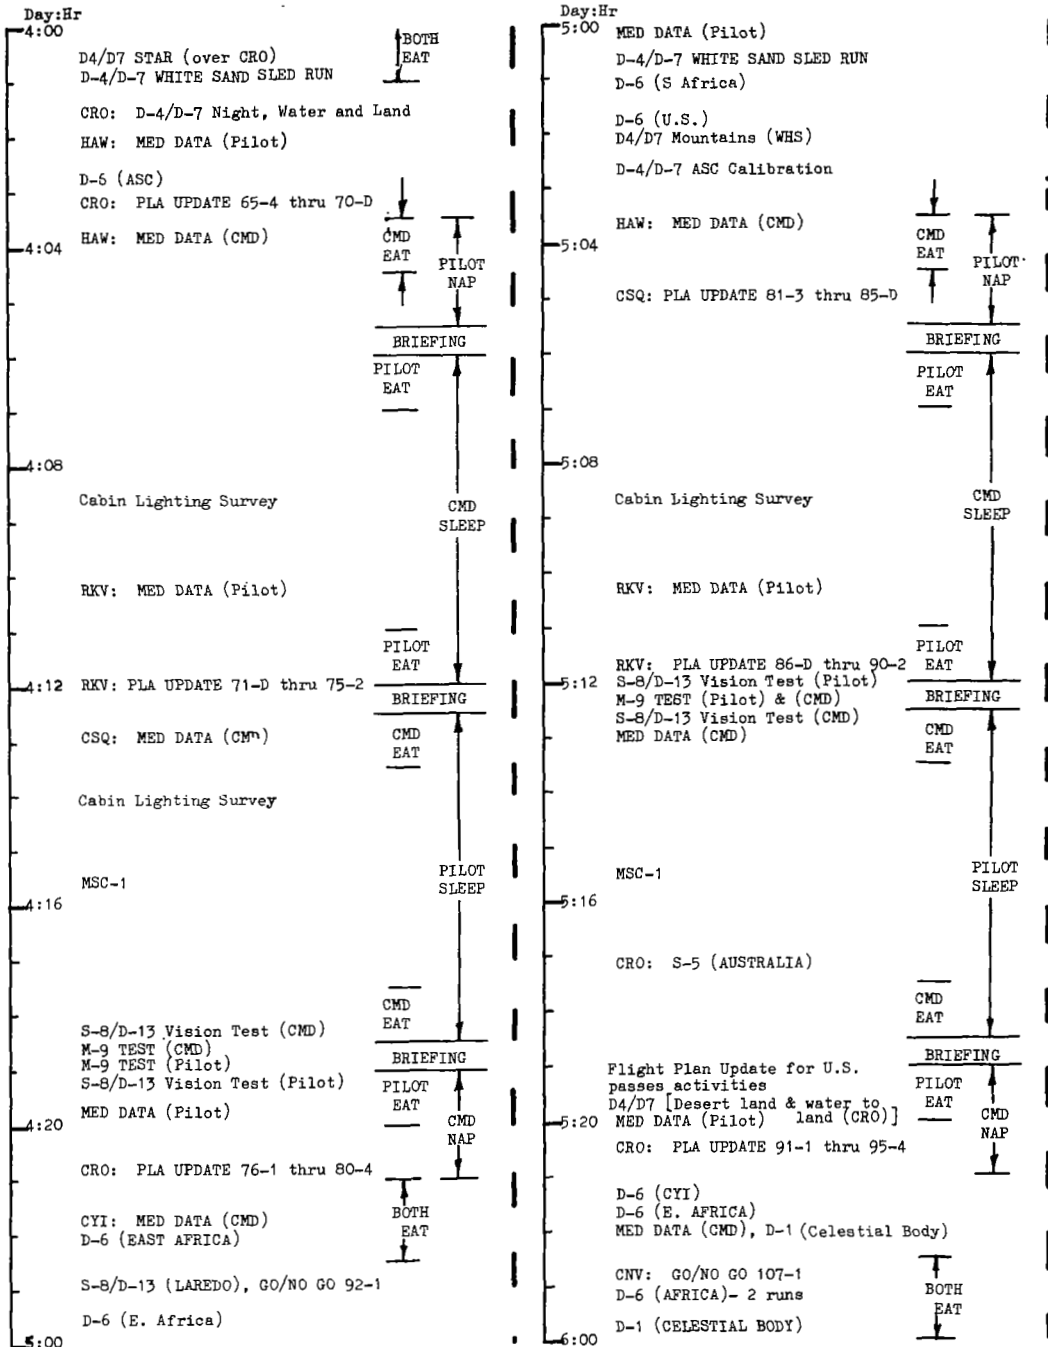 Day:Hr
4:00
BOTH
EAT
D4/D7 STAR (over CRO)
D-4/D-7 WHITE SAND SLED RUN
CRO: D-4/D-7 Night, Water and Land
HAW: MED DATA (Pilot)
D-6 (ASC)
CRO: PLA UPDATE 65-4 thru 70-D
HAW: MED DATA (CMD)
4:04
CMD
EAT
PILOT
NAP
BRIEFING
PILOT
EAT
4:08
Cabin Lighting Survey
CMD
SLEEP
RKV: MED DATA (Pilot)
PILOT
EAT
4:12
RKV: PLA UPDATE 71-D thru 75-2
BRIEFING
CSQ: MED DATA (CMD)
CMD
EAT
Cabin Lighting Survey
MSC-1
PILOT
SLEEP
4:16
CMD
EAT
S-8/D-13 Vision Test (CMD)
M-9 TEST (CMD)
M-9 TEST (Pilot)
BRIEFING
S-8/D-13 Vision Test (Pilot)
PILOT
EAT
MED DATA (Pilot)
4:20
CMD
NAP
CRO: PLA UPDATE 76-1 thru 80-4
BOTH
EAT
CYI: MED DATA (CMD)
D-6 (EAST AFRICA)
S-8/D-13 (LAREDO), GO/NO GO 92-1
D-6 (E. Africa)
5:00
Day:Hr
5:00
MED DATA (Pilot)
D-4/D-7 WHITE SAND SLED RUN
D-6 (S Africa)
D-6 (U.S.)
D4/D7 Mountains (WHS)
D-4/D-7 ASC Calibration
HAW: MED DATA (CMD)
5:04
CMD
EAT
PILOT
NAP
CSQ: PLA UPDATE 81-3 thru 85-D
BRIEFING
PILOT
EAT
5:08
Cabin Lighting Survey
CMD
SLEEP
RKV: MED DATA (Pilot)
PILOT
EAT
RKV: PLA UPDATE 86-D thru 90-2
5:12
S-8/D-13 Vision Test (Pilot)
M-9 TEST (Pilot) & (CMD)
BRIEFING
S-8/D-13 Vision Test (CMD)
MED DATA (CMD)
CMD
EAT
MSC-1
PILOT
SLEEP
5:16
CRO: S-5 (AUSTRALIA)
CMD
EAT
BRIEFING
Flight Plan Update for U.S.
passes activities
PILOT
EAT
D4/D7 [Desert land & water to
land (CRO)]
5:20
MED DATA (Pilot)
CMD
NAP
CRO: PLA UPDATE 91-1 thru 95-4
D-6 (CYI)
D-6 (E. AFRICA)
MED DATA (CMD), D-1 (Celestial Body)
CNV: GO/NO GO 107-1
D-6 (AFRICA)- 2 runs
BOTH
EAT
D-1 (CELESTIAL BODY)
6:00